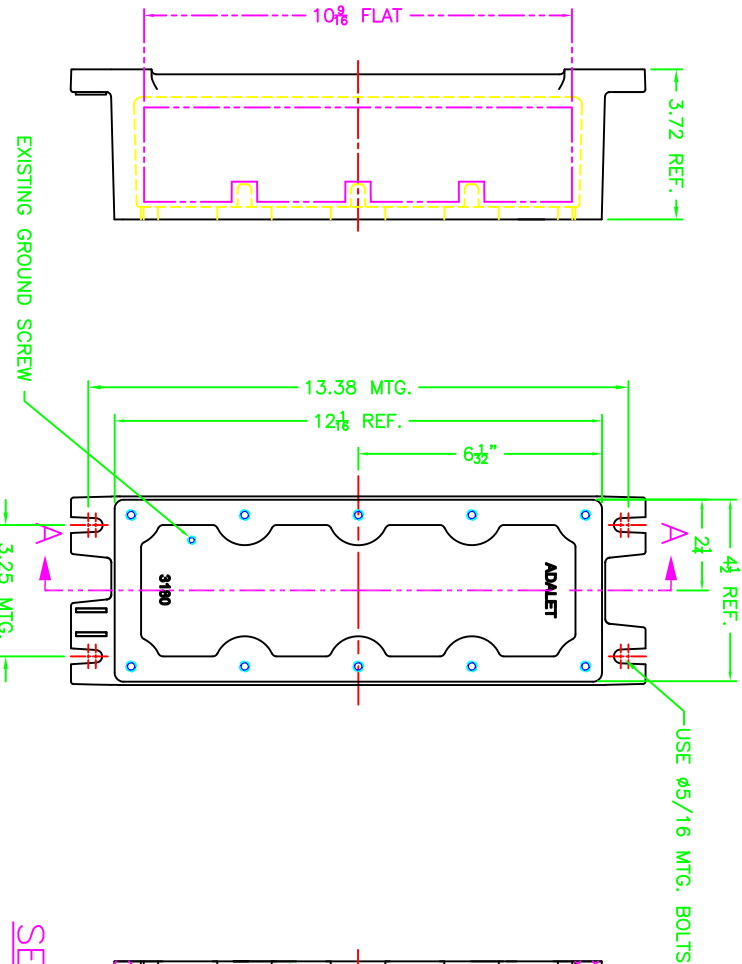 10 9/16 FLAT
3.72 REF.
EXISTING GROUND SCREW
13.38 MTG.
12 1/16 REF.
6 1/32"
4 1/2 REF.
2 1/4
A
A
3.25 MTG.
ADALET
3180
USE ø5/16 MTG. BOLTS
SE